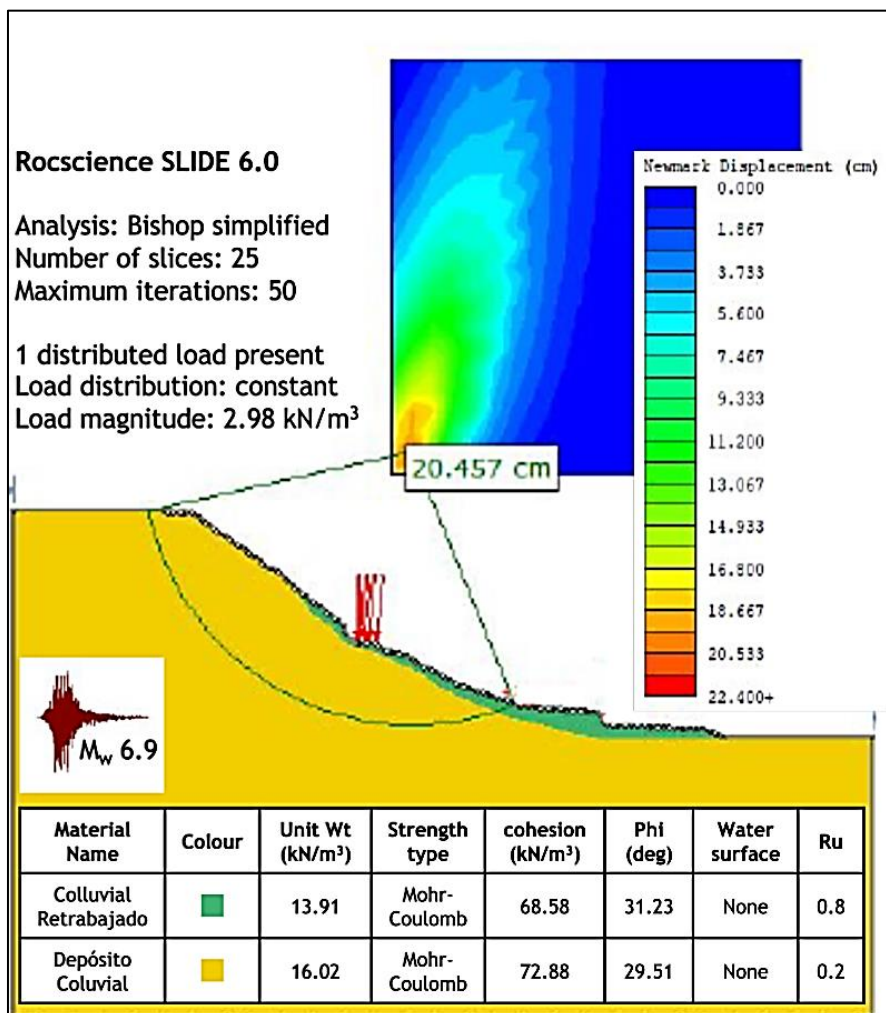 Rocscience SLIDE 6.0
Analysis: Bishop simplified
Number of slices: 25
Maximum iterations: 50
1 distributed load present
Load distribution: constant
Load magnitude: 2.98 kN/m³
Newmark Displacement (cm)
0.000
1.867
3.733
5.600
7.467
9.333
11.200
13.067
14.933
16.800
18.667
20.533
22.400+
20.457 cm
Mw 6.9
Material Name Colour Unit Wt (kN/m³) Strength type cohesion (kN/m³) Phi (deg) Water surface Ru
Colluvial Retrabajado 13.91 Mohr-Coulomb 68.58 31.23 None 0.8
Depósito Coluvial 16.02 Mohr-Coulomb 72.88 29.51 None 0.2